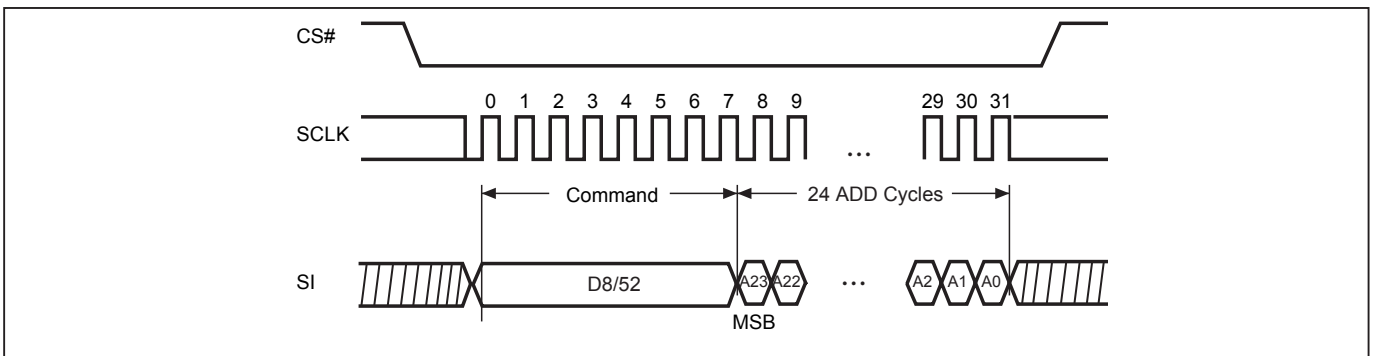 CS#
0 1 2 3 4 5 6 7 8 9 29 30 31
SCLK
...
Command 24 ADD Cycles
SI D8/52 A23 A22 ... A2 A1 A0
MSB